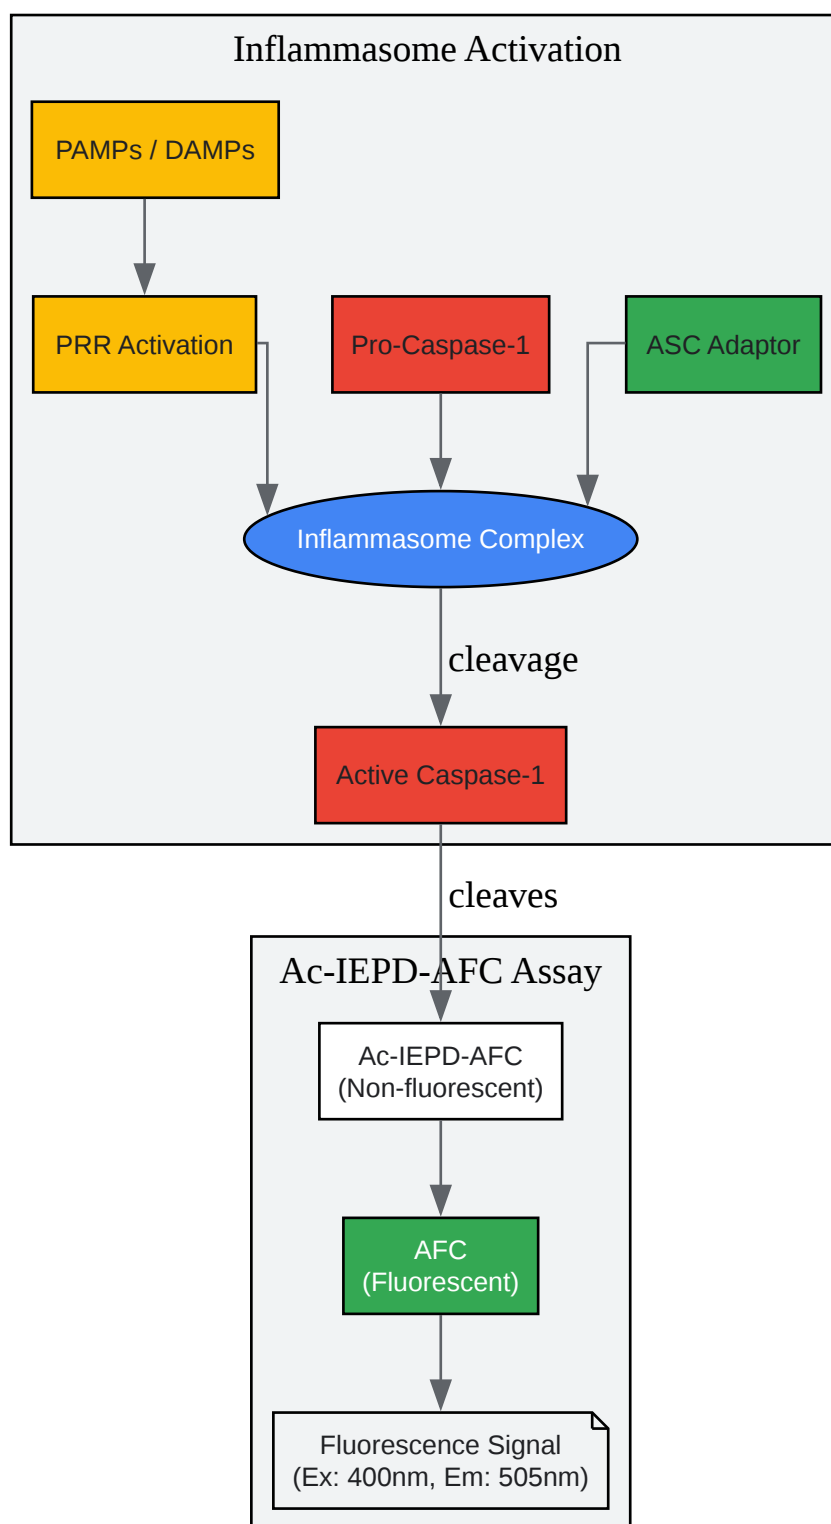 Inflammasome Activation
PAMPs / DAMPs
PRR Activation
Pro-Caspase-1
ASC Adaptor
Inflammasome Complex
cleavage
Active Caspase-1
cleaves
Ac-IEPD-AFC Assay
Ac-IEPD-AFC
(Non-fluorescent)
AFC
(Fluorescent)
Fluorescence Signal
(Ex: 400nm, Em: 505nm)